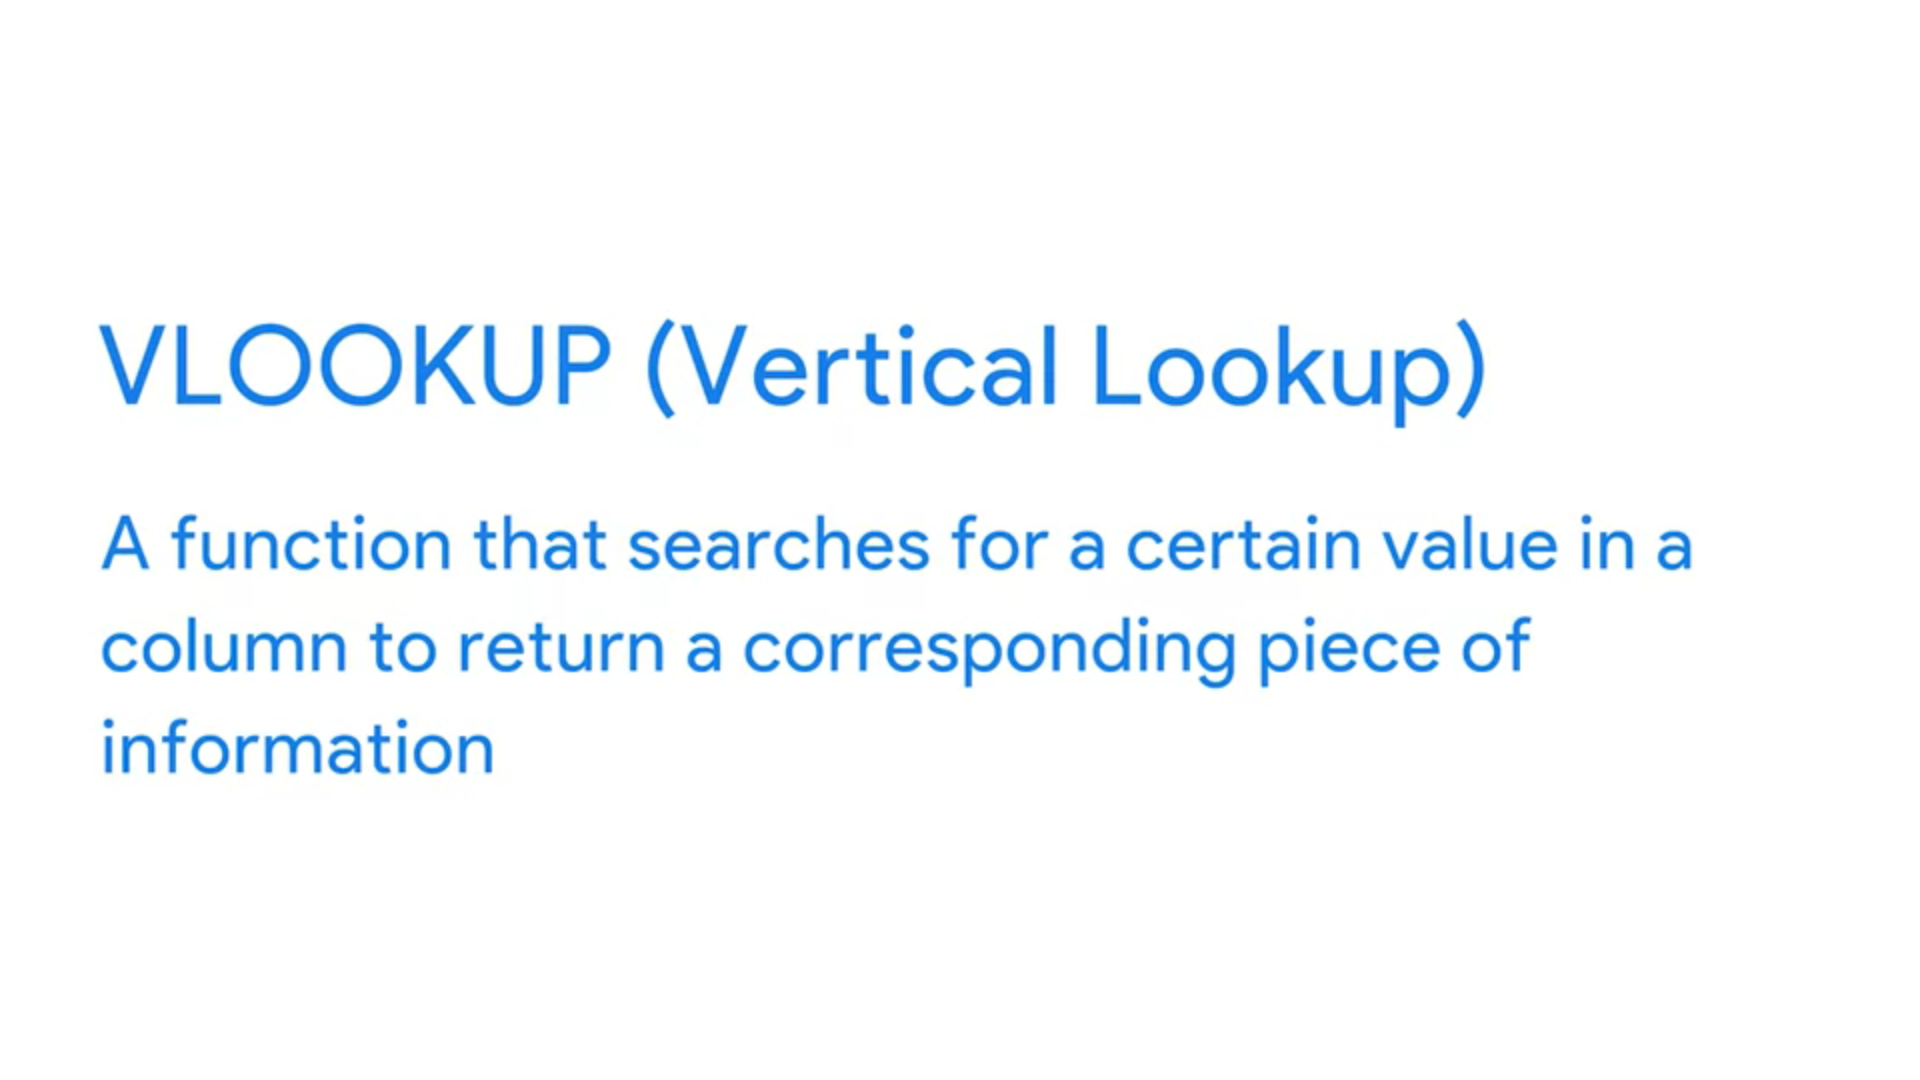 VLOOKUP (Vertical Lookup)
A function that searches for a certain value in a
column to return a corresponding piece of
information